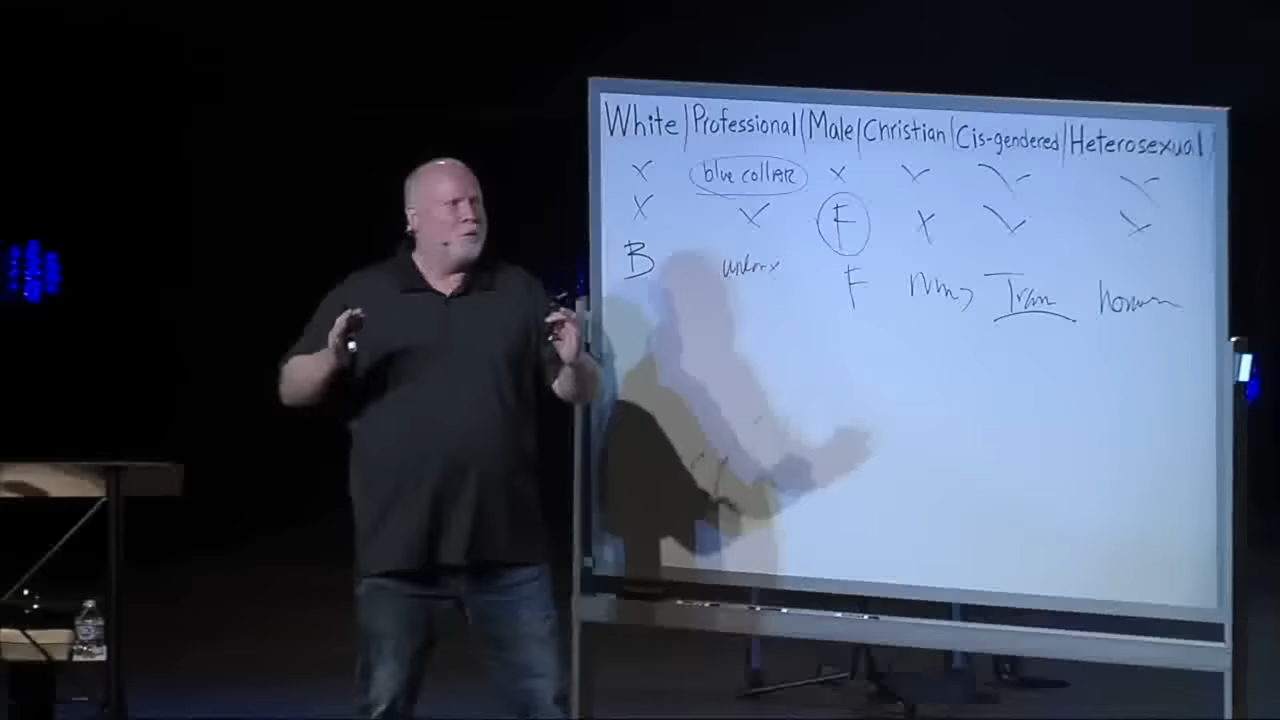 White|Professional|Male|Christian|Cis-gendered|Heterosexual|
X blue collar X X X X
X X F X X X
B F Tran